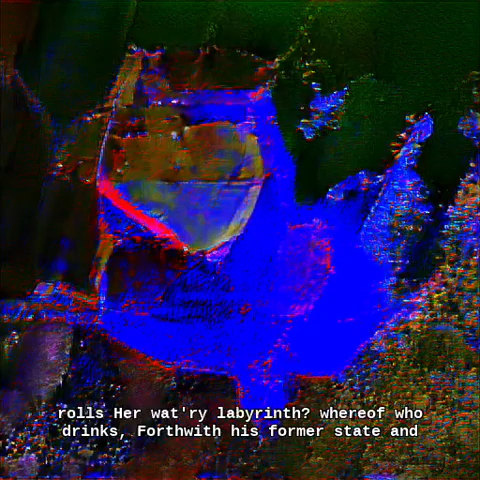 rolls Her wat'ry labyrinth? whereof who
drinks, Forthwith his former state and